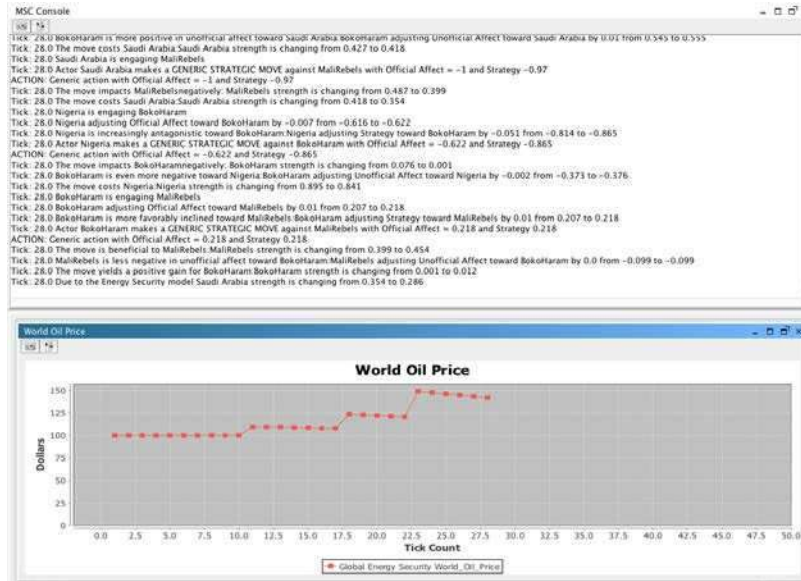 MSC Console
Tick: 28.0 BokoHaram is more positive in unofficial affect toward Saudi Arabia:BokoHaram adjusting Unofficial Affect toward Saudi Arabia by 0.01 from 0.545 to 0.555
Tick: 28.0 The move costs Saudi Arabia:Saudi Arabia strength is changing from 0.427 to 0.418
Tick: 28.0 Saudi Arabia is engaging MaliRebels
Tick: 28.0 Actor Saudi Arabia makes a GENERIC STRATEGIC MOVE against MaliRebels with Official Affect = -1 and Strategy -0.97
ACTION: Generic action with Official Affect = -1 and Strategy -0.97
Tick: 28.0 The move impacts MaliRebelsnegatively: MaliRebels strength is changing from 0.487 to 0.399
Tick: 28.0 The move costs Saudi Arabia:Saudi Arabia strength is changing from 0.418 to 0.354
Tick: 28.0 Nigeria is engaging BokoHaram
Tick: 28.0 Nigeria adjusting Official Affect toward BokoHaram by -0.007 from -0.616 to -0.622
Tick: 28.0 Nigeria is increasingly antagonistic toward BokoHaram:Nigeria adjusting Strategy toward BokoHaram by -0.051 from -0.814 to -0.865
Tick: 28.0 Actor Nigeria makes a GENERIC STRATEGIC MOVE against BokoHaram with Official Affect = -0.622 and Strategy -0.865
ACTION: Generic action with Official Affect = -0.622 and Strategy -0.865
Tick: 28.0 The move impacts BokoHaramnegatively: BokoHaram strength is changing from 0.076 to 0.001
Tick: 28.0 BokoHaram is even more negative toward Nigeria:BokoHaram adjusting Unofficial Affect toward Nigeria by -0.002 from -0.373 to -0.376
Tick: 28.0 The move costs Nigeria:Nigeria strength is changing from 0.895 to 0.841
Tick: 28.0 BokoHaram is engaging MaliRebels
Tick: 28.0 BokoHaram adjusting Official Affect toward MaliRebels by 0.01 from 0.207 to 0.218
Tick: 28.0 BokoHaram is more favorably inclined toward MaliRebels:BokoHaram adjusting Strategy toward MaliRebels by 0.01 from 0.207 to 0.218
Tick: 28.0 Actor BokoHaram makes a GENERIC STRATEGIC MOVE against MaliRebels with Official Affect = 0.218 and Strategy 0.218
ACTION: Generic action with Official Affect = 0.218 and Strategy 0.218
Tick: 28.0 The move is beneficial to MaliRebels:MaliRebels strength is changing from 0.399 to 0.454
Tick: 28.0 MaliRebels is less negative in unofficial affect toward BokoHaram:MaliRebels adjusting Unofficial Affect toward BokoHaram by 0.0 from -0.099 to -0.099
Tick: 28.0 The move yields a positive gain for BokoHaram:BokoHaram strength is changing from 0.001 to 0.012
Tick: 28.0 Due to the Energy Security model Saudi Arabia strength is changing from 0.354 to 0.286
World Oil Price
World Oil Price
150
125
100
75
50
25
0
Dollars
0.0 2.5 5.0 7.5 10.0 12.5 15.0 17.5 20.0 22.5 25.0 27.5 30.0 32.5 35.0 37.5 40.0 42.5 45.0 47.5 50.0
Tick Count
Global Energy Security World_Oil_Price